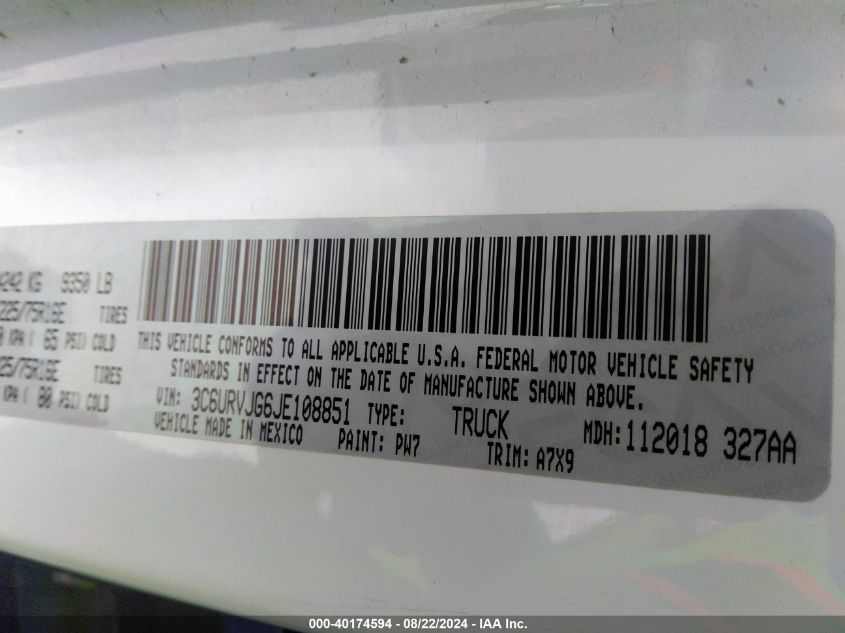 4242 KG 9350 LB
225/75R16E TIRES
KPA ( 65 PSI) COLD
25/75R16E TIRES
KPA ( 80 PSI) COLD
THIS VEHICLE CONFORMS TO ALL APPLICABLE U.S.A. FEDERAL MOTOR VEHICLE SAFETY
STANDARDS IN EFFECT ON THE DATE OF MANUFACTURE SHOWN ABOVE.
VIN: 3C6URVJG6JE108851 TYPE: TRUCK MDH: 112018 327AA
VEHICLE MADE IN MEXICO PAINT: PW7 TRIM: A7X9
000-40174594 - 08/22/2024 - IAA Inc.